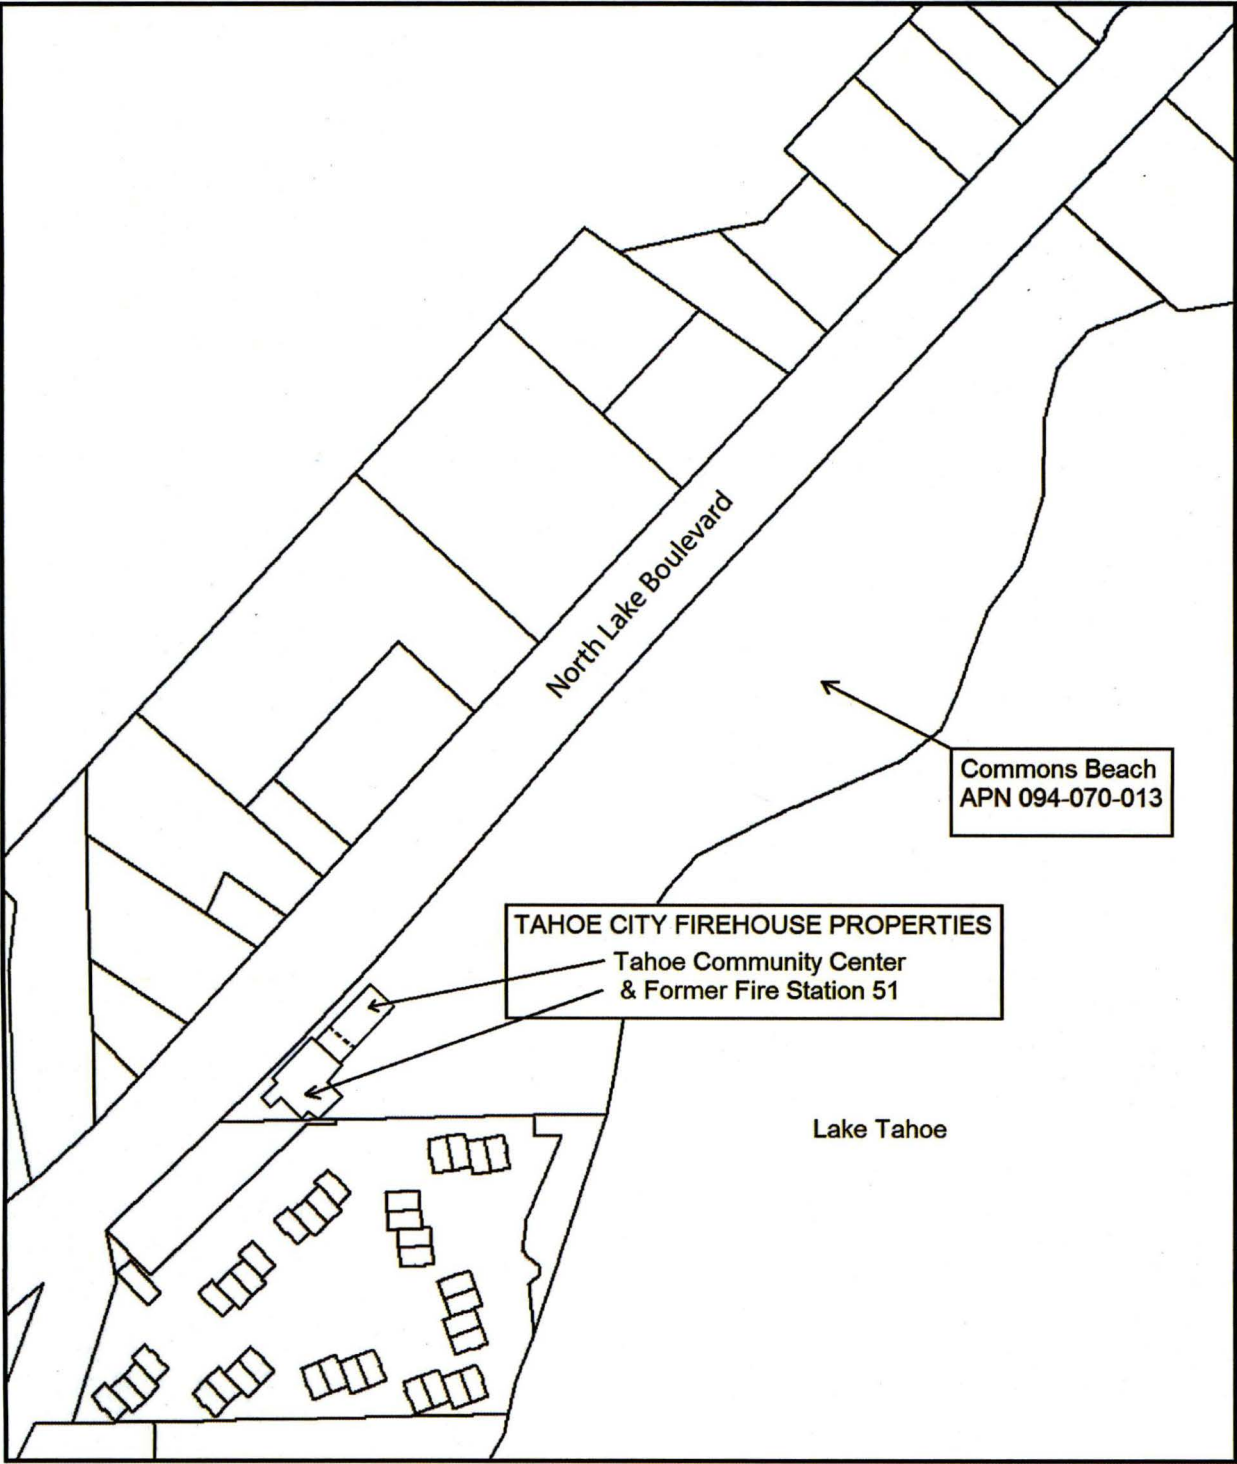 North Lake Boulevard
Commons Beach
APN 094-070-013
TAHOE CITY FIREHOUSE PROPERTIES
Tahoe Community Center
& Former Fire Station 51
Lake Tahoe